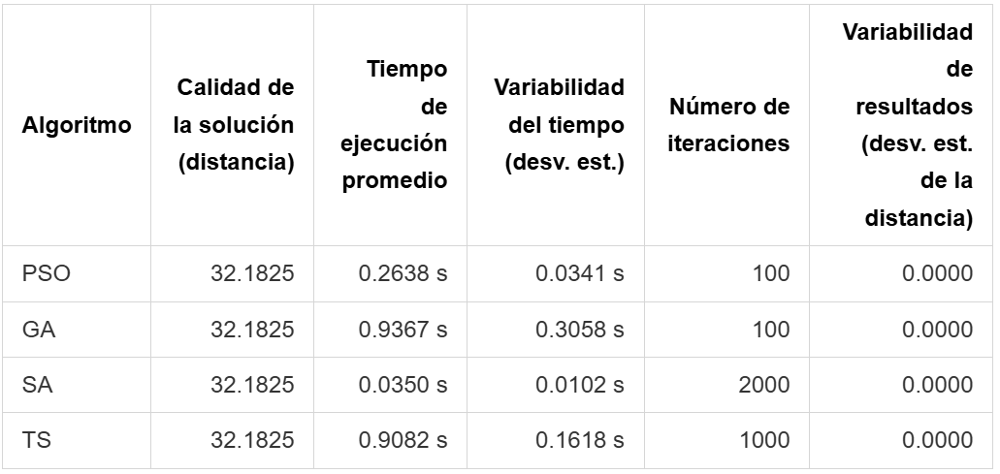 Algoritmo
Calidad de
la solución
(distancia)
Tiempo
de
ejecución
promedio
Variabilidad
del tiempo
(desv. est.)
Número de
iteraciones
Variabilidad
de
resultados
(desv. est.
de la
distancia)
PSO 32.1825 0.2638 s 0.0341 s 100 0.0000
GA 32.1825 0.9367 s 0.3058 s 100 0.0000
SA 32.1825 0.0350 s 0.0102 s 2000 0.0000
TS 32.1825 0.9082 s 0.1618 s 1000 0.0000